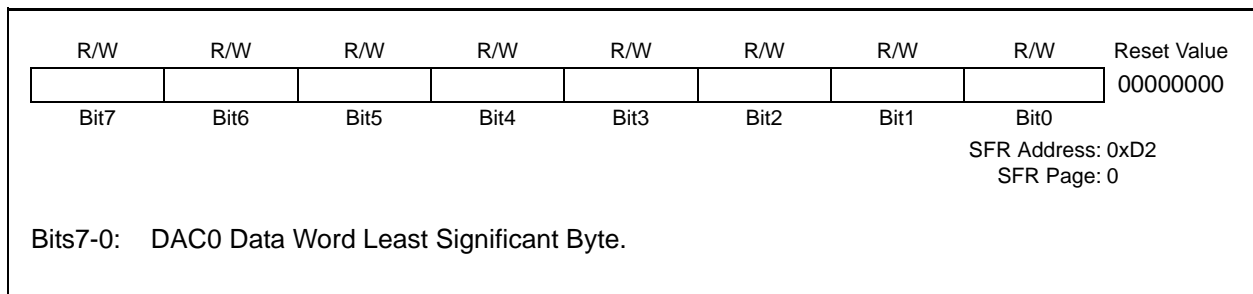 R/W R/W R/W R/W R/W R/W R/W R/W Reset Value
00000000
Bit7 Bit6 Bit5 Bit4 Bit3 Bit2 Bit1 Bit0
SFR Address: 0xD2
SFR Page: 0
Bits7-0: DAC0 Data Word Least Significant Byte.